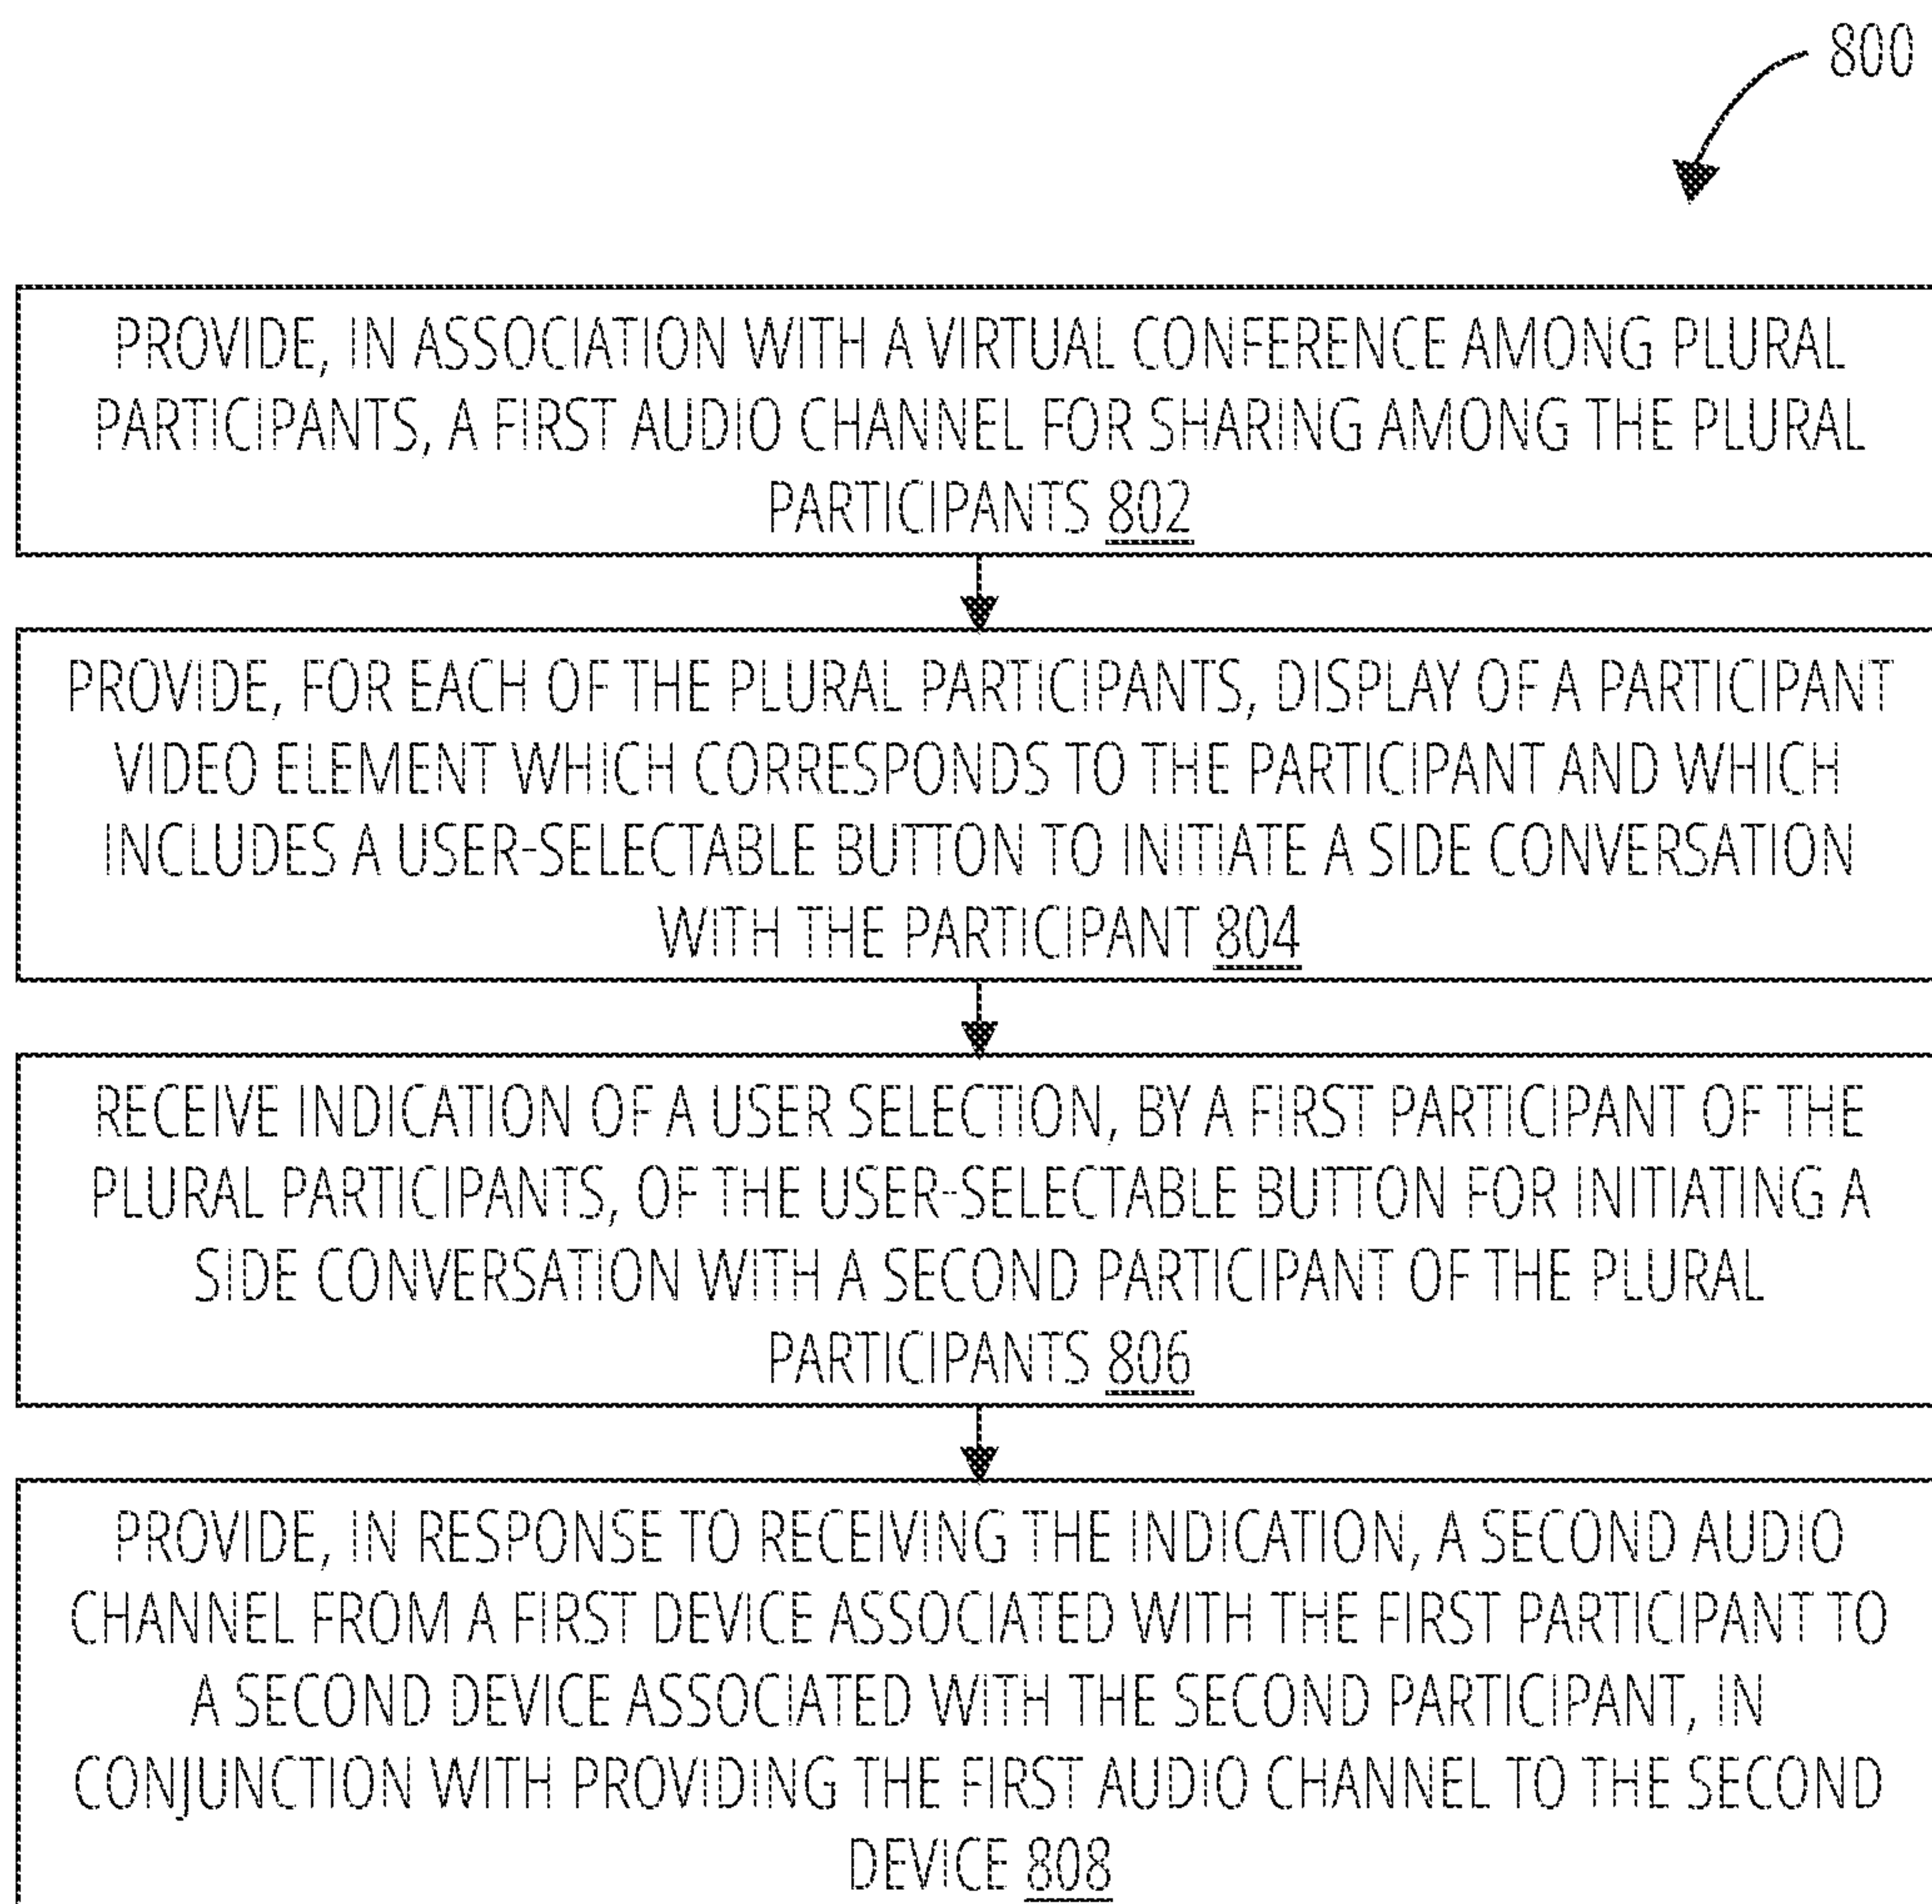 800
PROVIDE, IN ASSOCIATION WITH A VIRTUAL CONFERENCE AMONG PLURAL
PARTICIPANTS, A FIRST AUDIO CHANNEL FOR SHARING AMONG THE PLURAL
PARTICIPANTS 802
PROVIDE, FOR EACH OF THE PLURAL PARTICIPANTS, DISPLAY OF A PARTICIPANT
VIDEO ELEMENT WHICH CORRESPONDS TO THE PARTICIPANT AND WHICH
INCLUDES A USER-SELECTABLE BUTTON TO INITIATE A SIDE CONVERSATION
WITH THE PARTICIPANT 804
RECEIVE INDICATION OF A USER SELECTION, BY A FIRST PARTICIPANT OF THE
PLURAL PARTICIPANTS, OF THE USER-SELECTABLE BUTTON FOR INITIATING A
SIDE CONVERSATION WITH A SECOND PARTICIPANT OF THE PLURAL
PARTICIPANTS 806
PROVIDE, IN RESPONSE TO RECEIVING THE INDICATION, A SECOND AUDIO
CHANNEL FROM A FIRST DEVICE ASSOCIATED WITH THE FIRST PARTICIPANT TO
A SECOND DEVICE ASSOCIATED WITH THE SECOND PARTICIPANT, IN
CONJUNCTION WITH PROVIDING THE FIRST AUDIO CHANNEL TO THE SECOND
DEVICE 808